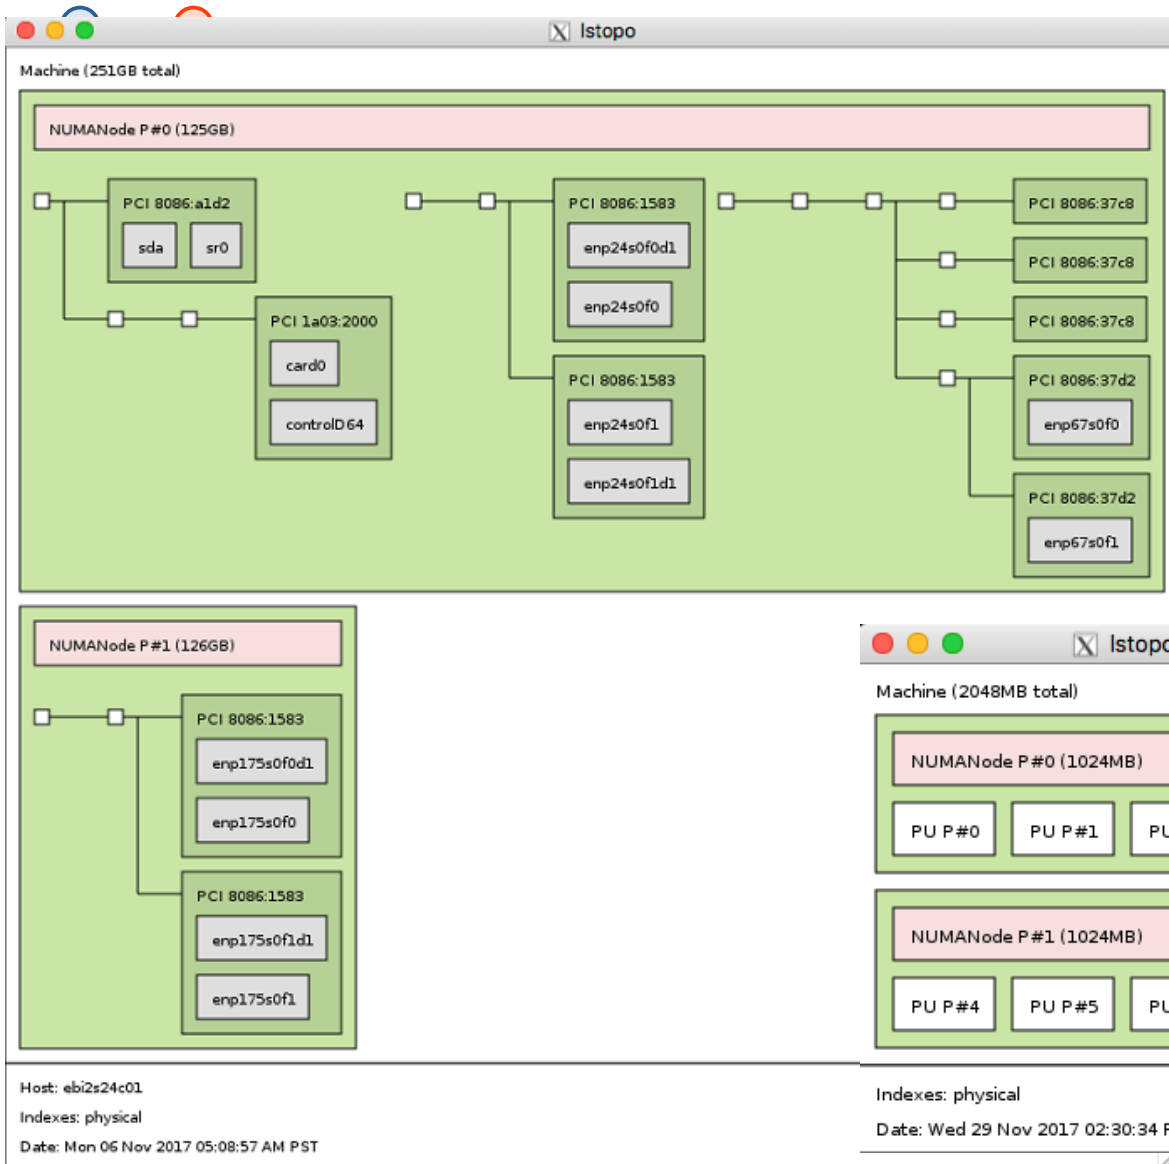 lstopo
Machine (251GB total)
NUMANode P#0 (125GB)
PCI 8086:a1d2
sda sr0
PCI 1a03:2000
card0
controlD64
PCI 8086:1583
enp24s0f0d1
enp24s0f0
PCI 8086:1583
enp24s0f1
enp24s0f1d1
PCI 8086:37c8
PCI 8086:37c8
PCI 8086:37c8
PCI 8086:37d2
enp67s0f0
PCI 8086:37d2
enp67s0f1
NUMANode P#1 (126GB)
PCI 8086:1583
enp175s0f0d1
enp175s0f0
PCI 8086:1583
enp175s0f1d1
enp175s0f1
Host: ebi2s24c01
Indexes: physical
Date: Mon 06 Nov 2017 05:08:57 AM PST
lstopo
Machine (2048MB total)
NUMANode P#0 (1024MB)
PU P#0 PU P#1 PU
NUMANode P#1 (1024MB)
PU P#4 PU P#5 PU
Indexes: physical
Date: Wed 29 Nov 2017 02:30:34